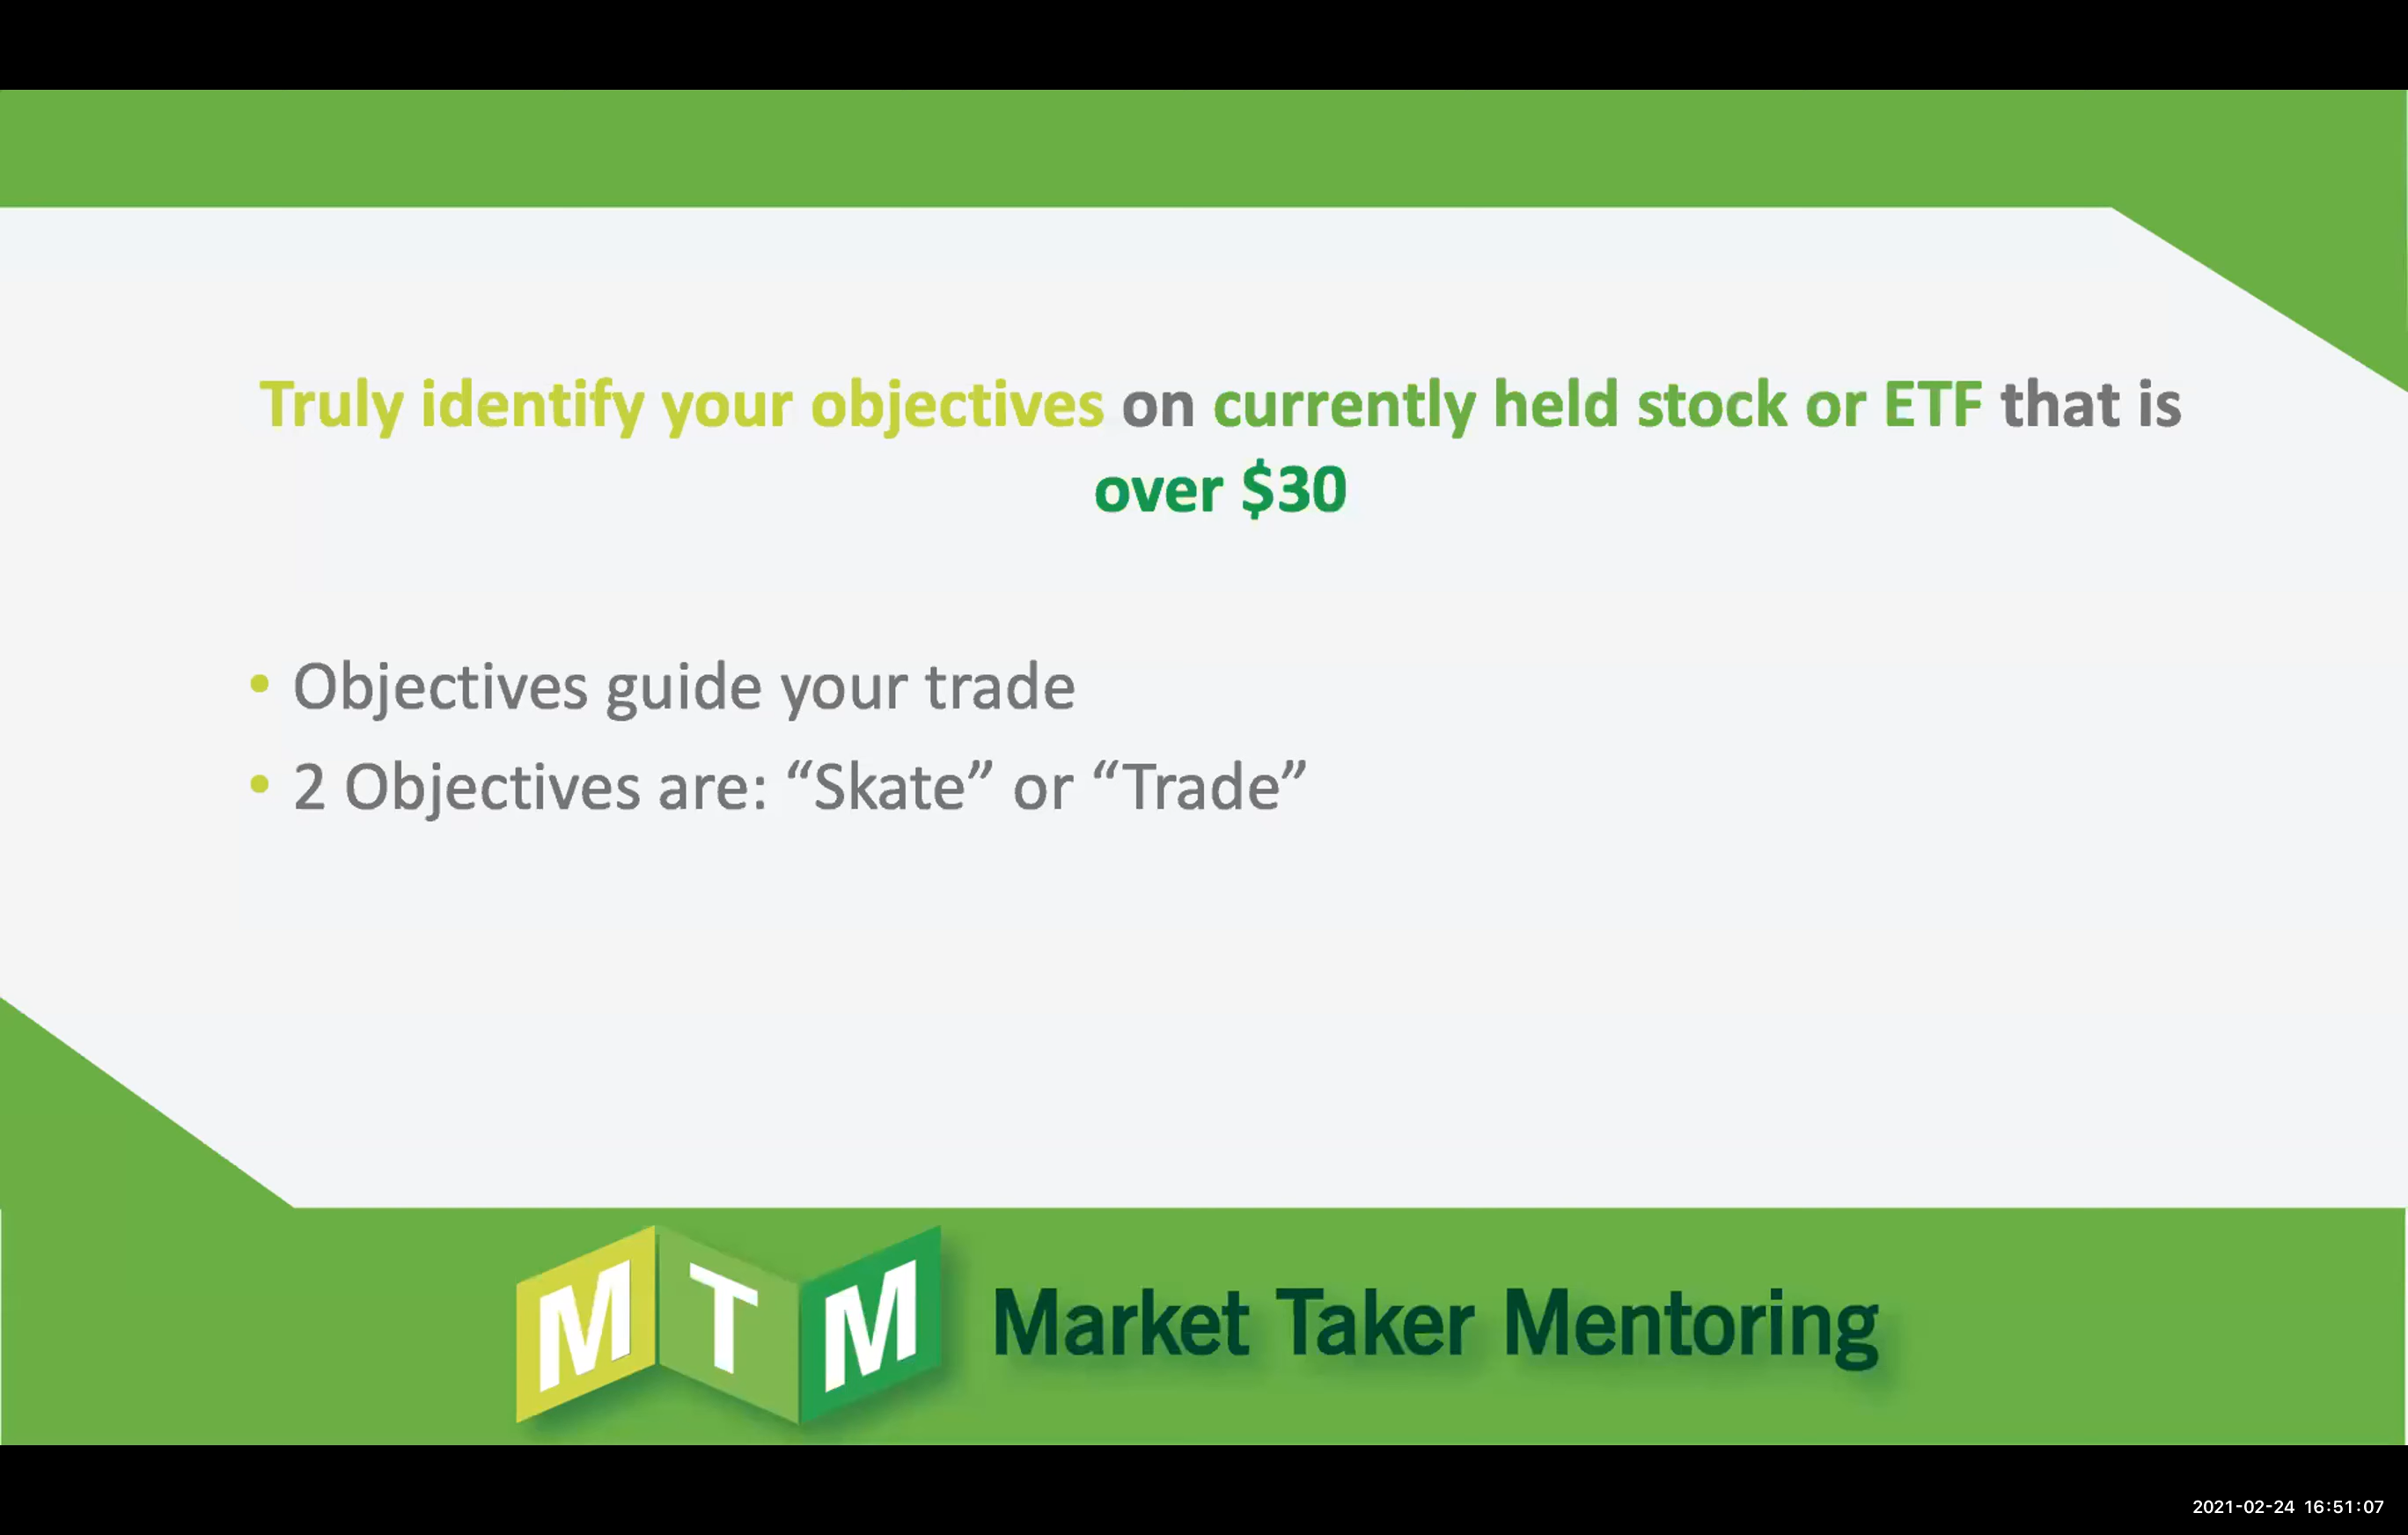 Truly identify your objectives on currently held stock or ETF that is
over $30
• Objectives guide your trade
• 2 Objectives are: “Skate” or “Trade”
MTM Market Taker Mentoring
2021-02-24 16:51:07